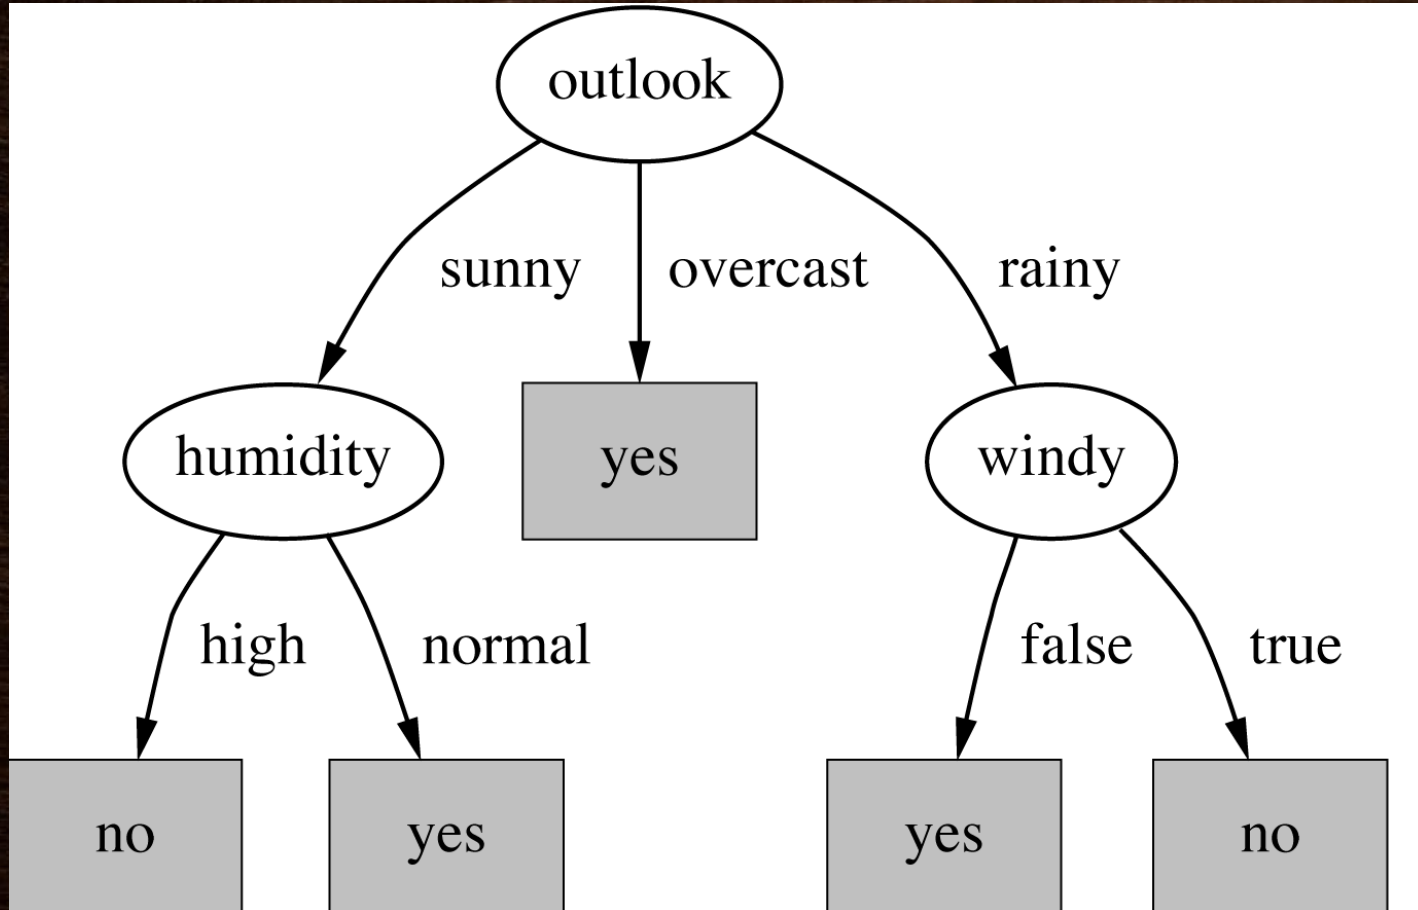 outlook
sunny overcast rainy
humidity yes windy
high normal false true
no yes yes no